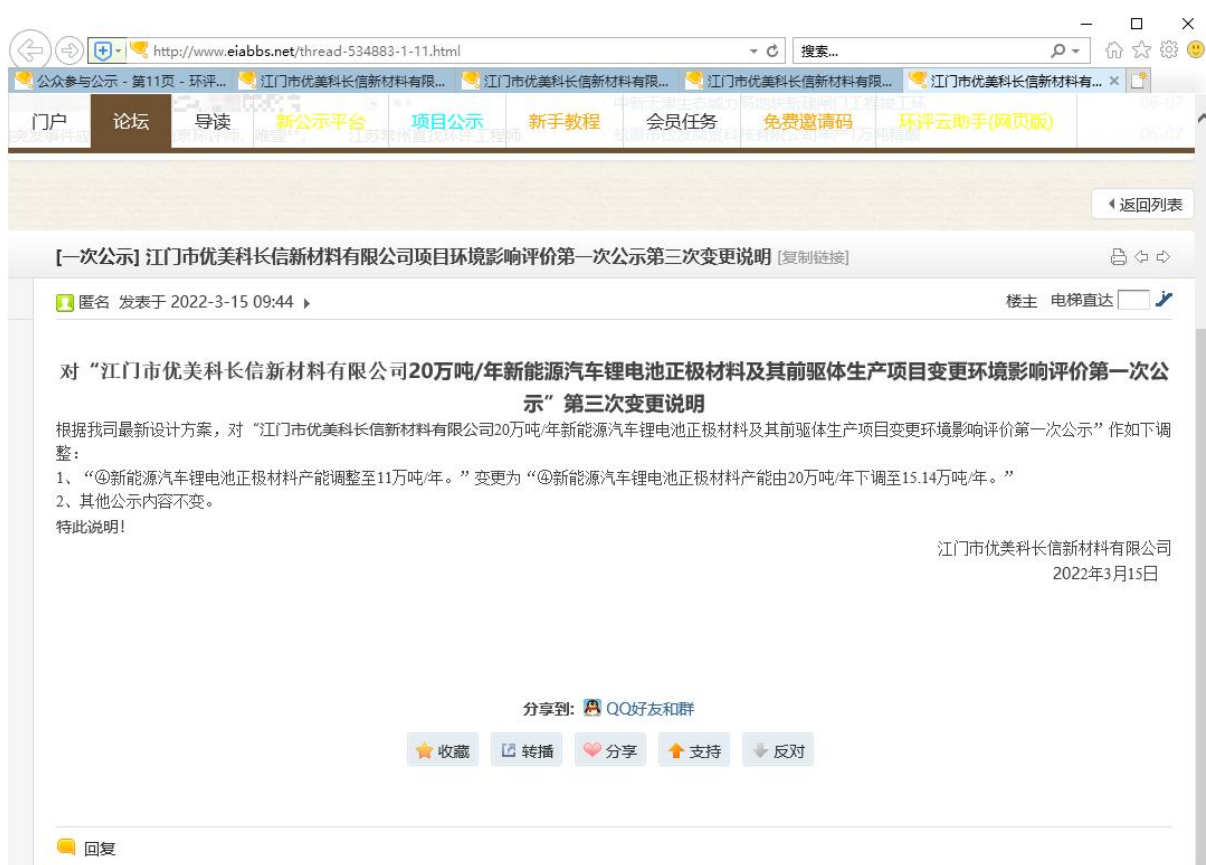 http://www.eiabbs.net/thread-534883-1-11.html
搜索...
公众参与公示 - 第11页 - 环评...
江门市优美科长信新材料有限...
江门市优美科长信新材料有限...
江门市优美科长信新材料有限...
江门市优美科长信新材料有...
门户 论坛 导读 新公示平台 项目公示 新手教程 会员任务 免费邀请码 环评云助手(网页版)
06-07
06-07
返回列表
[一次公示] 江门市优美科长信新材料有限公司项目环境影响评价第一次公示第三次变更说明 [复制链接]
匿名 发表于 2022-3-15 09:44
楼主 电梯直达
对“江门市优美科长信新材料有限公司20万吨/年新能源汽车锂电池正极材料及其前驱体生产项目变更环境影响评价第一次公
示”第三次变更说明
根据我司最新设计方案，对“江门市优美科长信新材料有限公司20万吨/年新能源汽车锂电池正极材料及其前驱体生产项目变更环境影响评价第一次公示”作如下调
整：
1、“④新能源汽车锂电池正极材料产能调整至11万吨/年。”变更为“④新能源汽车锂电池正极材料产能由20万吨/年下调至15.14万吨/年。”
2、其他公示内容不变。
特此说明！
江门市优美科长信新材料有限公司
2022年3月15日
分享到: QQ好友和群
收藏 转播 分享 支持 反对
回复